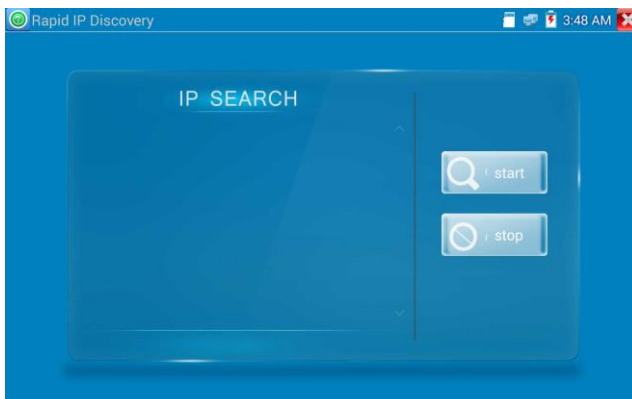 Rapid IP Discovery
3:48 AM
IP SEARCH
start
stop